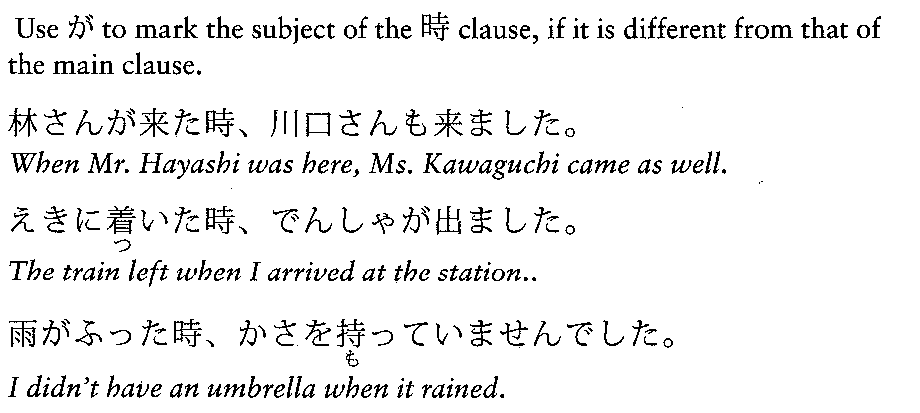 Use が to mark the subject of the 時 clause, if it is different from that of
the main clause.
林さんが来た時、川口さんも来ました。
When Mr. Hayashi was here, Ms. Kawaguchi came as well.
えきに着いた時、でんしゃが出ました。
つ
The train left when I arrived at the station..
雨がふった時、かさを持っていませんでした。
も
I didn't have an umbrella when it rained.